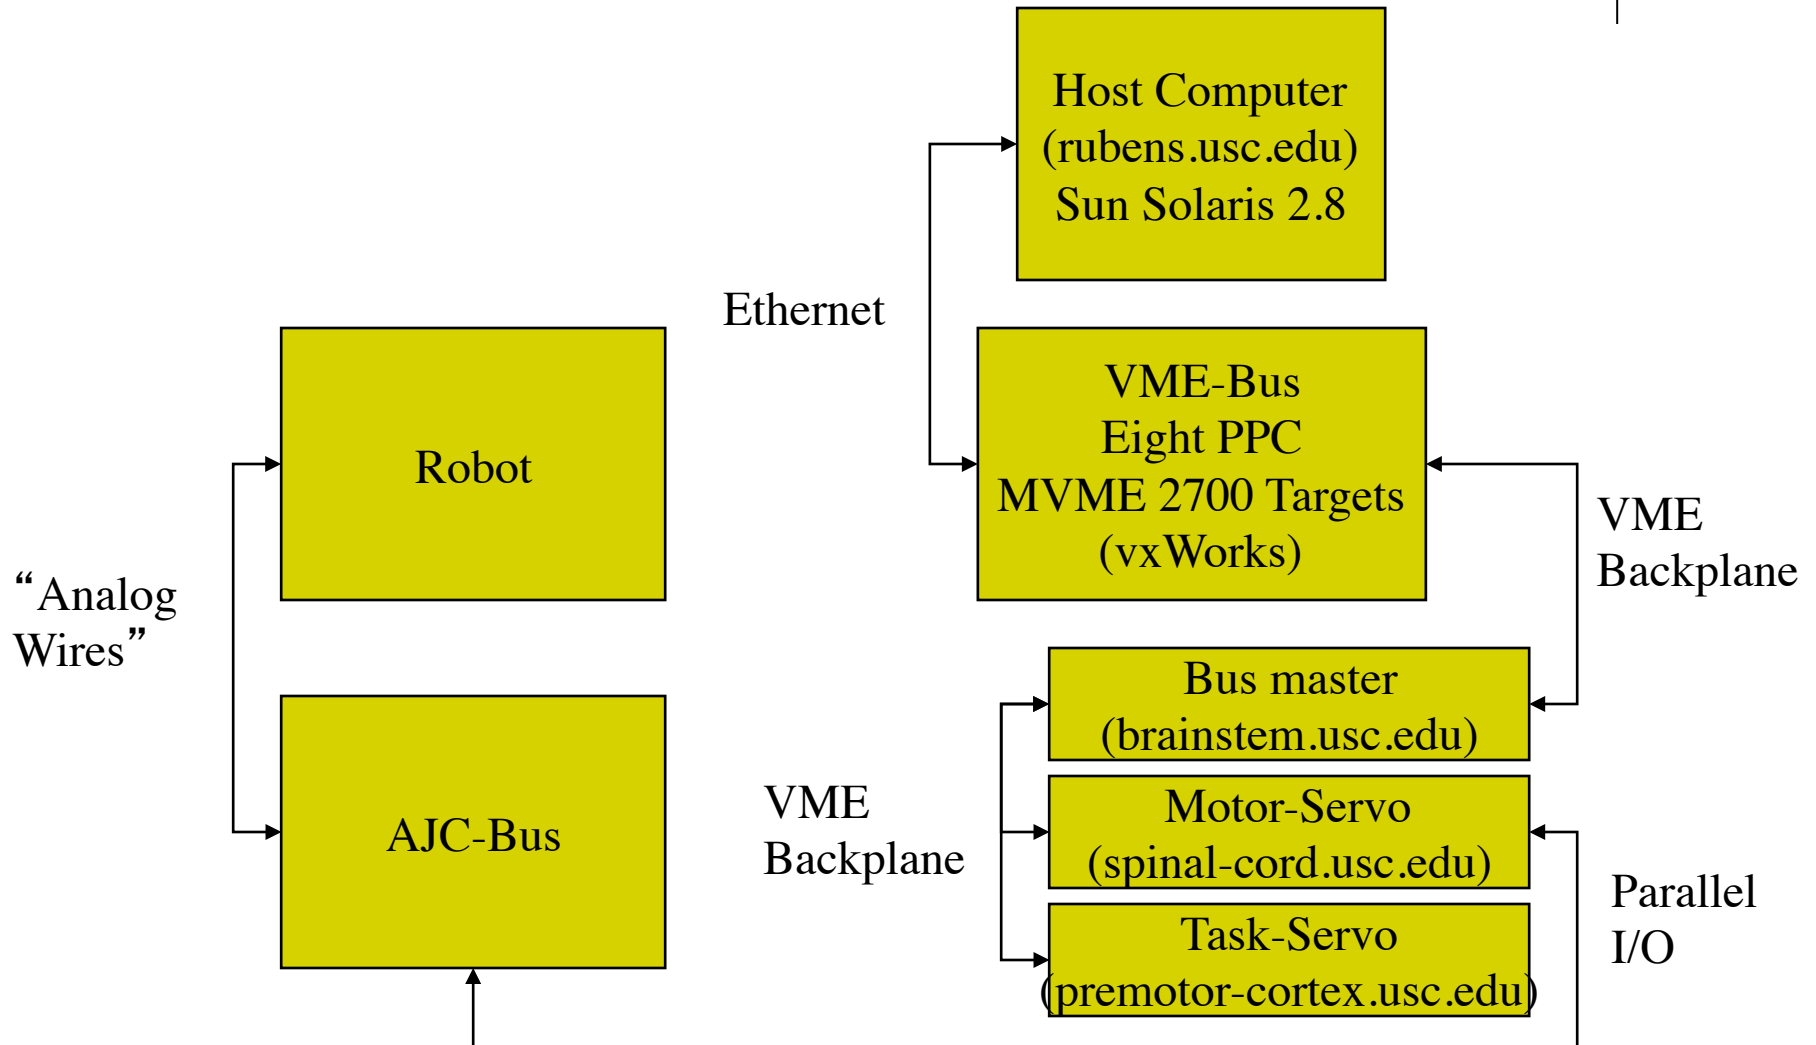 Host Computer
(rubens.usc.edu)
Sun Solaris 2.8
Ethernet
Robot
VME-Bus
Eight PPC
MVME 2700 Targets
(vxWorks)
VME
Backplane
“Analog
Wires”
AJC-Bus
VME
Backplane
Bus master
(brainstem.usc.edu)
Motor-Servo
(spinal-cord.usc.edu)
Task-Servo
(premotor-cortex.usc.edu)
Parallel
I/O